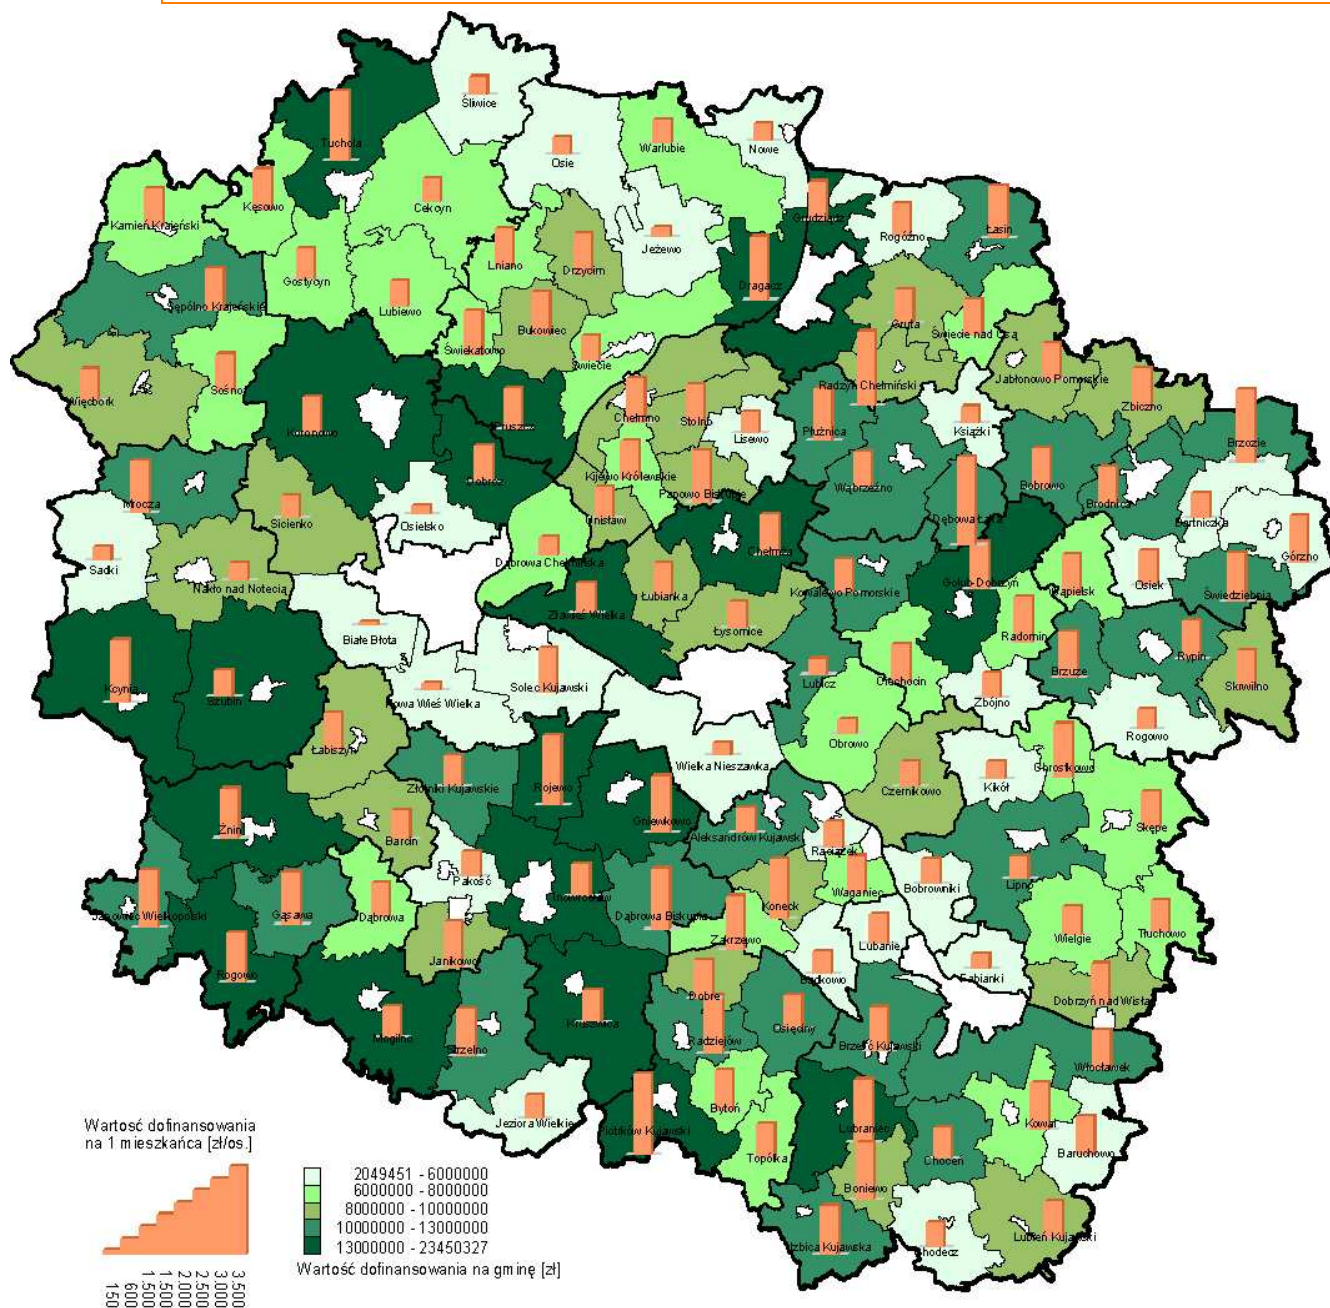 Śliwice
Tuchola
Osie
Warlubie
Nowe
Kęsowo
Cekcyn
Kamień Krajeński
Grudziądz
Rogóźno
Łasin
Jeżewo
Lniano
Drzycim
Gostycyn
Dragacz
Sępólno Krajeńskie
Lubiewo
Bukowiec
Gruta
Świecie nad Osą
Świekatowo
Świecie
Radzyń Chełmiński
Jabłonowo Pomorskie
Sośno
Więcbork
Zbiczno
Chełmno
Stolno
Książki
Pruszcz
Koronowo
Lisewo
Płużnica
Brzozie
Kijewo Królewskie
Dobrcz
Wąbrzeźno
Bobrowo
Papowo Biskupie
Mrocza
Brodnica
Sicienko
Osielsko
Unisław
Bartniczka
Dębowa Łąka
Chełmża
Górzno
Sadki
Dąbrowa Chełmińska
Golub-Dobrzyń
Osiek
Nakło nad Notecią
Łubianka
Kowalewo Pomorskie
Wąpielsk
Świedziebnia
Zławieś Wielka
Łysomice
Białe Błota
Radomin
Rypin
Lubicz
Ciechocin
Brzuze
Solec Kujawski
Skrwilno
Kcynia
Szubin
Nowa Wieś Wielka
Zbójno
Rogowo
Łabiszyn
Obrowo
Wielka Nieszawka
Chrostkowo
Złotniki Kujawskie
Rojewo
Czernikowo
Kikół
Gniewkowo
Skępe
Żnin
Barcin
Aleksandrów Kujawski
Raciążek
Pakość
Bobrowniki
Lipno
Inowrocław
Waganiec
Janowiec Wielkopolski
Gąsawa
Dąbrowa
Dąbrowa Biskupia
Koneck
Zakrzewo
Lubanie
Wielgie
Tłuchowo
Janikowo
Rogowo
Bądkowo
Fabianki
Dobre
Dobrzyń nad Wisłą
Kruszwica
Mogilno
Osięciny
Strzelno
Radziejów
Brześć Kujawski
Włocławek
Jeziora Wielkie
Bytoń
Piotrków Kujawski
Lubraniec
Kowal
Baruchowo
Topólka
Choceń
Boniewo
Izbica Kujawska
Chodecz
Lubień Kujawski
Wartość dofinansowania
na 1 mieszkańca [zł/os.]
150
600
1.500
1.500
2.000
2.500
3.000
3.500
2049451 - 6000000
6000000 - 8000000
8000000 - 10000000
10000000 - 13000000
13000000 - 23450327
Wartość dofinansowania na gminę [zł]